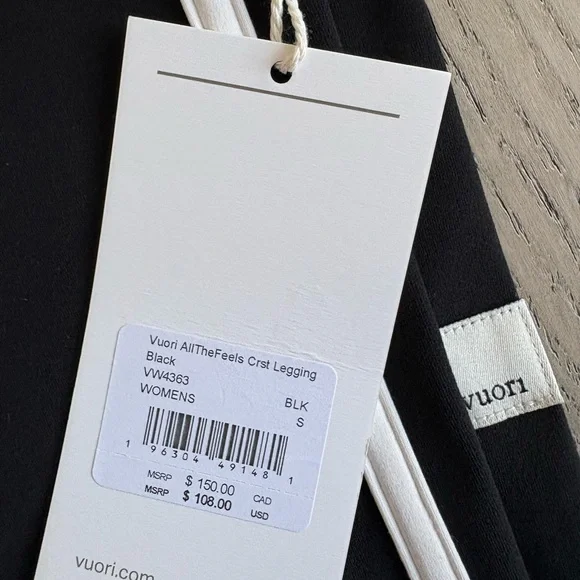 Vuori AllTheFeels Crst Legging
Black
VW4363
WOMENS BLK
S
1 96304 49148 1
MSRP $ 150.00 CAD
MSRP $ 108.00 USD
vuori.com
vuori